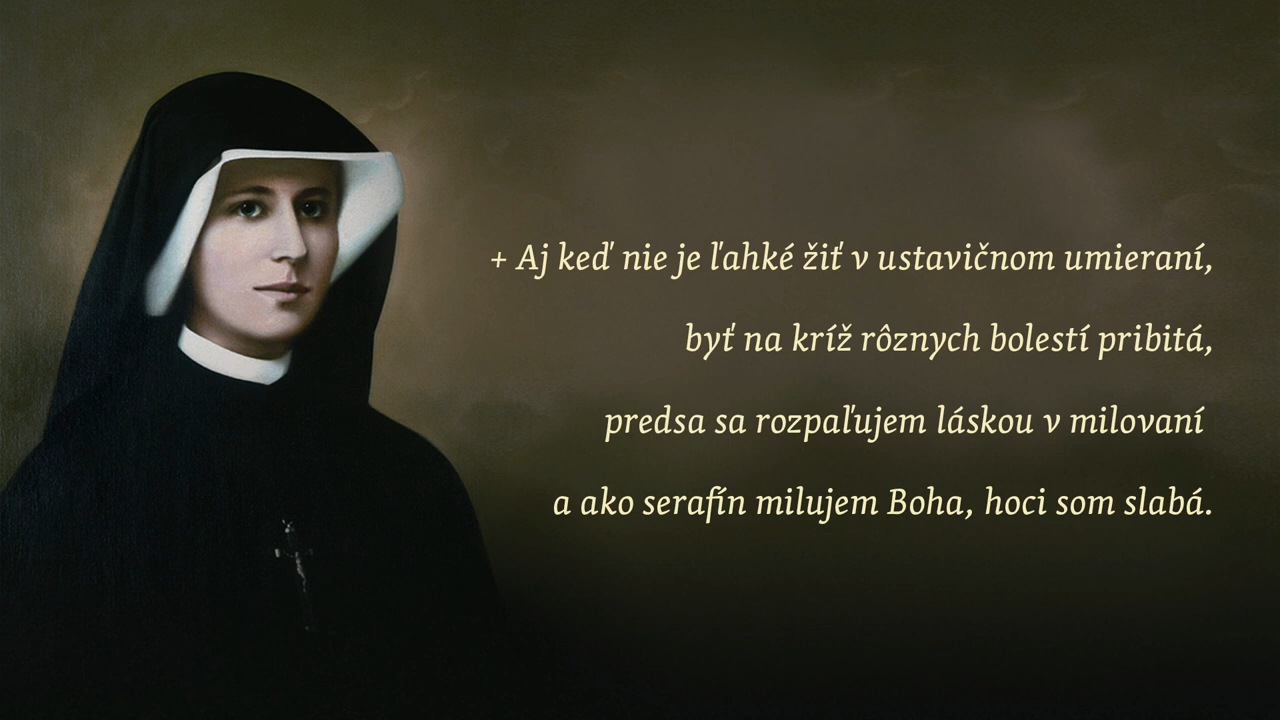 + Aj keď nie je ľahké žiť v ustavičnom umieraní,
byť na kríž rôznych bolestí pribitá,
predsa sa rozpaľujem láskou v milovaní
a ako serafín milujem Boha, hoci som slabá.